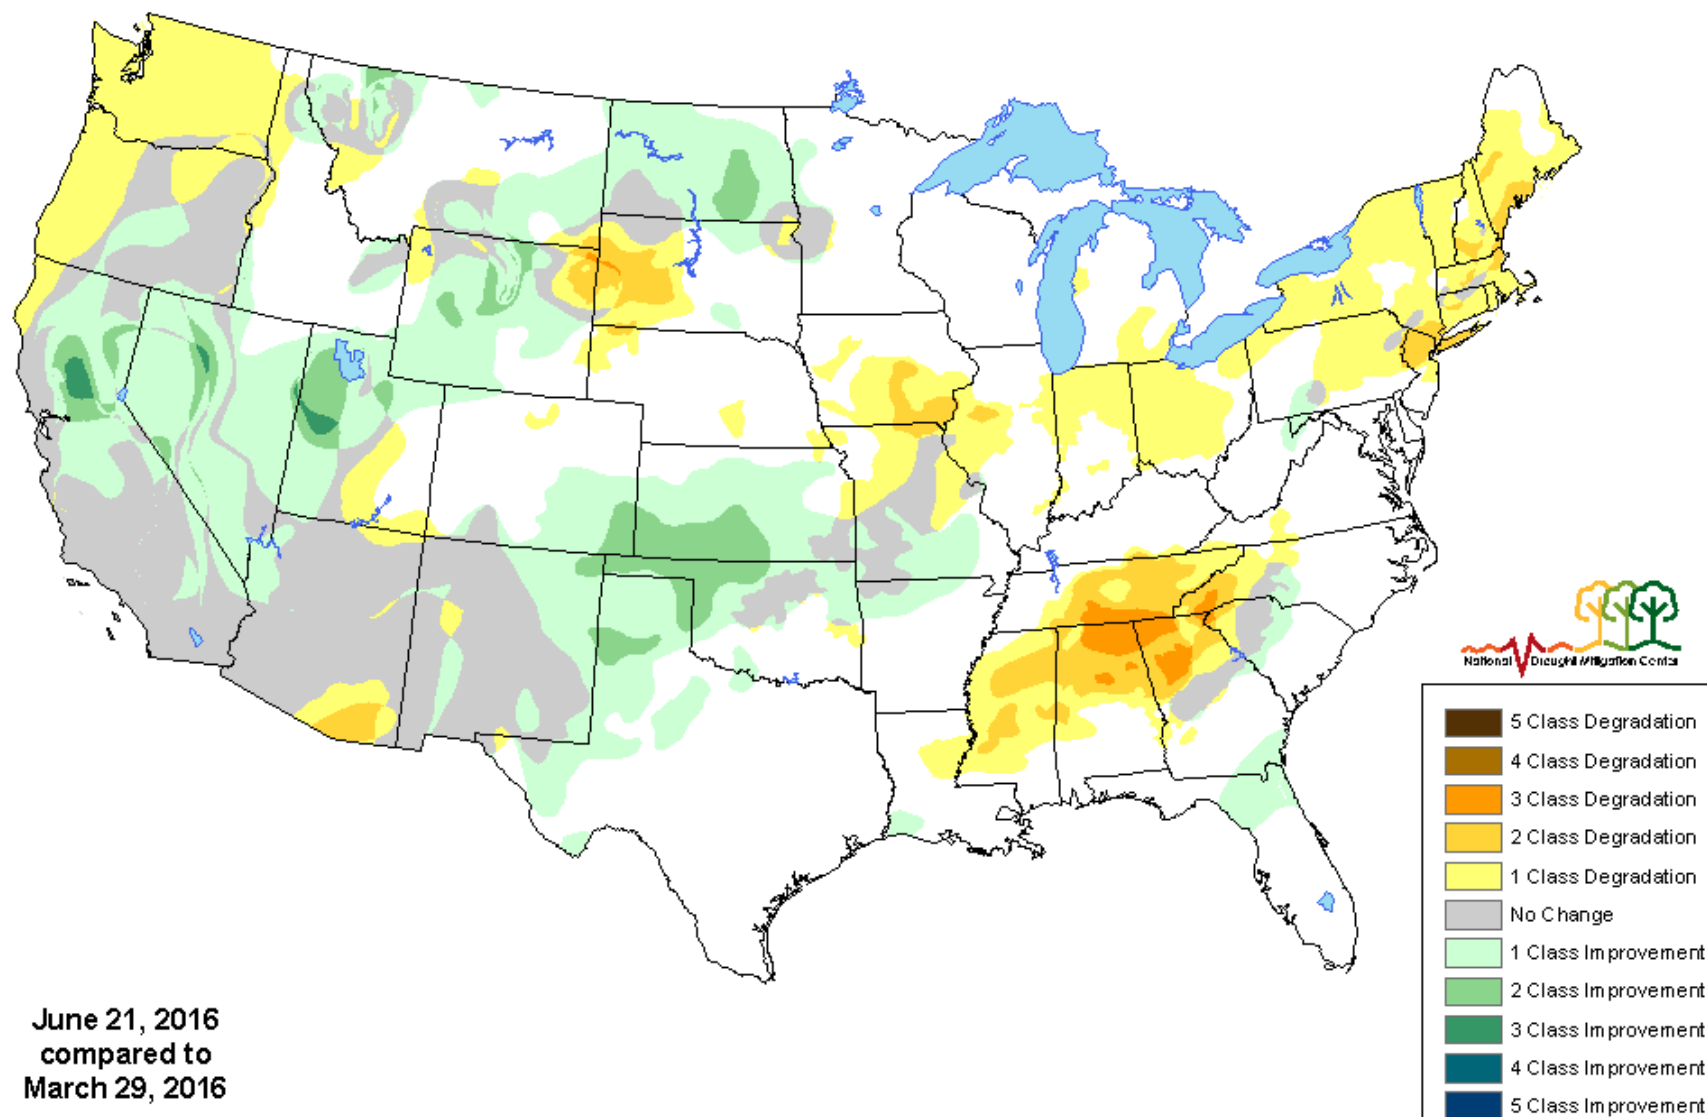 National Drought Mitigation Center
5 Class Degradation
4 Class Degradation
3 Class Degradation
2 Class Degradation
1 Class Degradation
No Change
1 Class Improvement
2 Class Improvement
3 Class Improvement
4 Class Improvement
5 Class Improvement
June 21, 2016
compared to
March 29, 2016